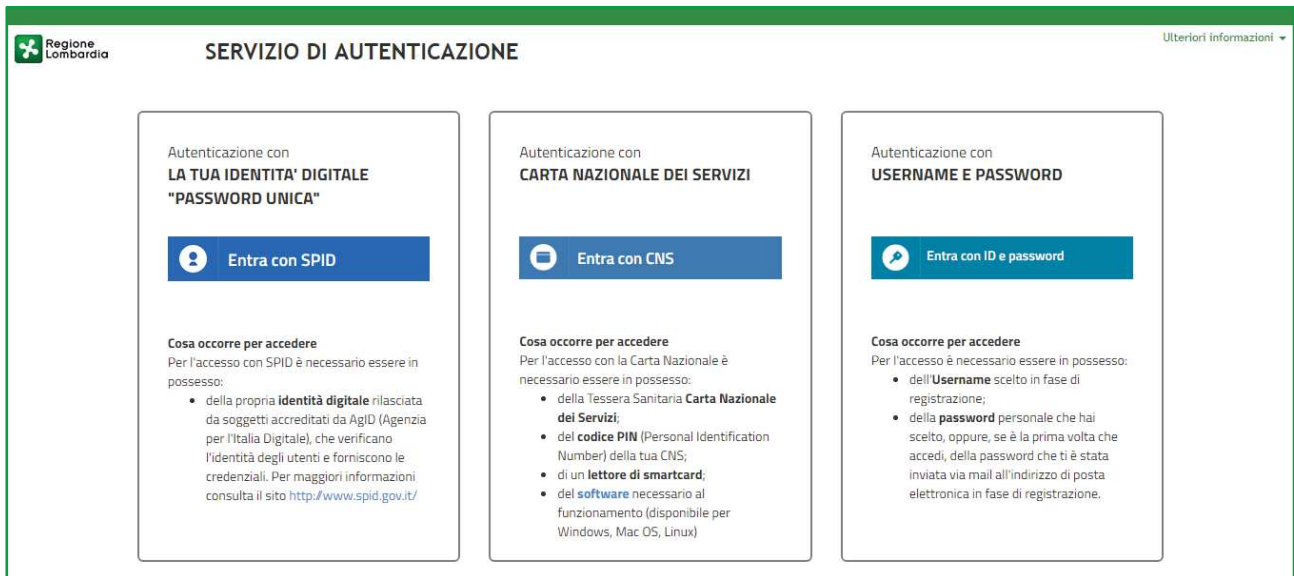 Regione
Lombardia
SERVIZIO DI AUTENTICAZIONE
Ulteriori informazioni
Autenticazione con
LA TUA IDENTITA' DIGITALE
"PASSWORD UNICA"
Entra con SPID
Cosa occorre per accedere
Per l'accesso con SPID è necessario essere in
possesso:
• della propria identità digitale rilasciata
da soggetti accreditati da AgID (Agenzia
per l'Italia Digitale), che verificano
l'identità degli utenti e forniscono le
credenziali. Per maggiori informazioni
consulta il sito http://www.spid.gov.it/
Autenticazione con
CARTA NAZIONALE DEI SERVIZI
Entra con CNS
Cosa occorre per accedere
Per l'accesso con la Carta Nazionale è
necessario essere in possesso:
• della Tessera Sanitaria Carta Nazionale
dei Servizi;
• del codice PIN (Personal Identification
Number) della tua CNS;
• di un lettore di smartcard;
• del software necessario al
funzionamento (disponibile per
Windows, Mac OS, Linux)
Autenticazione con
USERNAME E PASSWORD
Entra con ID e password
Cosa occorre per accedere
Per l'accesso è necessario essere in possesso:
• dell'Username scelto in fase di
registrazione;
• della password personale che hai
scelto, oppure, se è la prima volta che
accedi, della password che ti è stata
inviata via mail all'indirizzo di posta
elettronica in fase di registrazione.